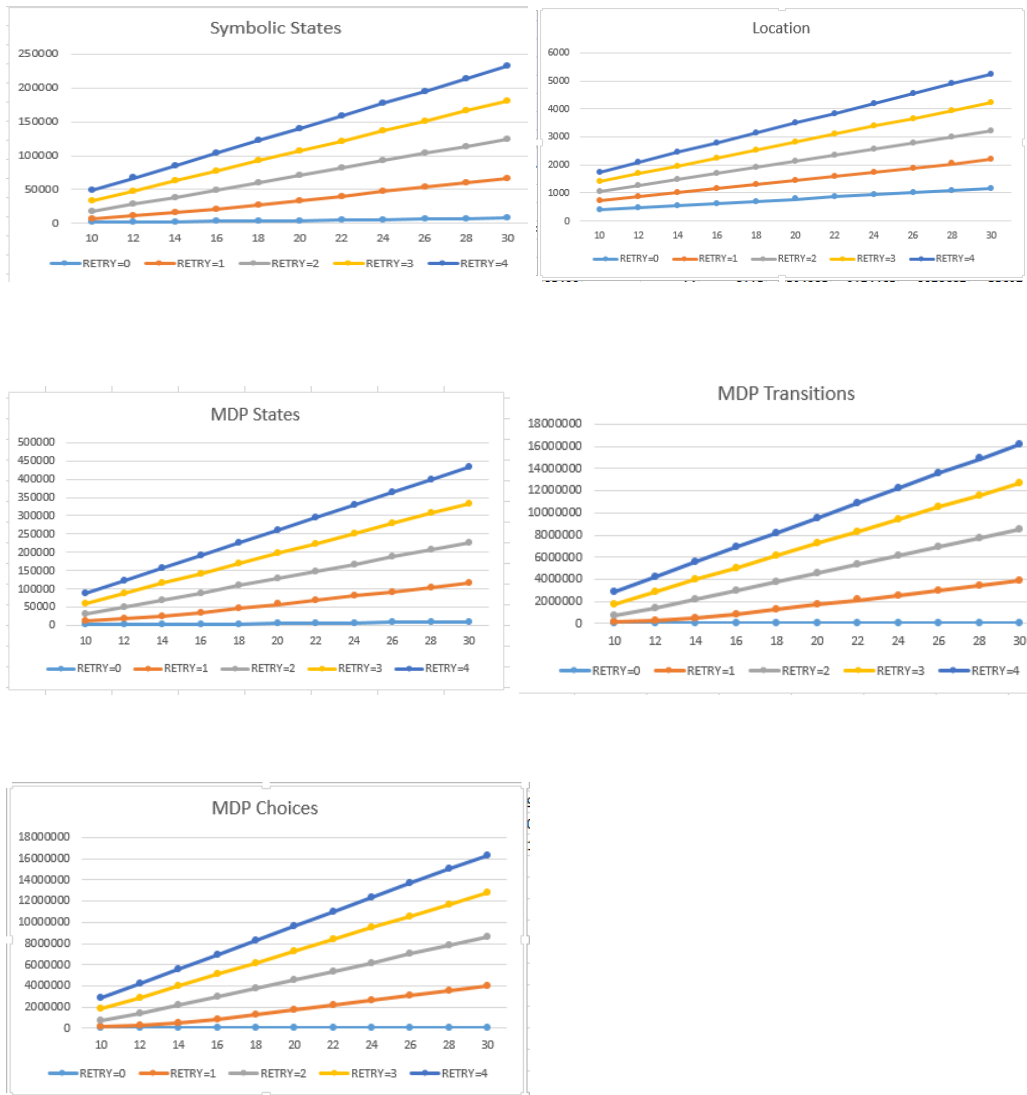 Symbolic States
250000
200000
150000
100000
50000
0
10 12 14 16 18 20 22 24 26 28 30
RETRY=0 RETRY=1 RETRY=2 RETRY=3 RETRY=4
Location
6000
5000
4000
3000
2000
1000
0
10 12 14 16 18 20 22 24 26 28 30
RETRY=0 RETRY=1 RETRY=2 RETRY=3 RETRY=4
MDP States
500000
450000
400000
350000
300000
250000
200000
150000
100000
50000
0
10 12 14 16 18 20 22 24 26 28 30
RETRY=0 RETRY=1 RETRY=2 RETRY=3 RETRY=4
MDP Transitions
18000000
16000000
14000000
12000000
10000000
8000000
6000000
4000000
2000000
0
10 12 14 16 18 20 22 24 26 28 30
RETRY=0 RETRY=1 RETRY=2 RETRY=3 RETRY=4
MDP Choices
18000000
16000000
14000000
12000000
10000000
8000000
6000000
4000000
2000000
0
10 12 14 16 18 20 22 24 26 28 30
RETRY=0 RETRY=1 RETRY=2 RETRY=3 RETRY=4